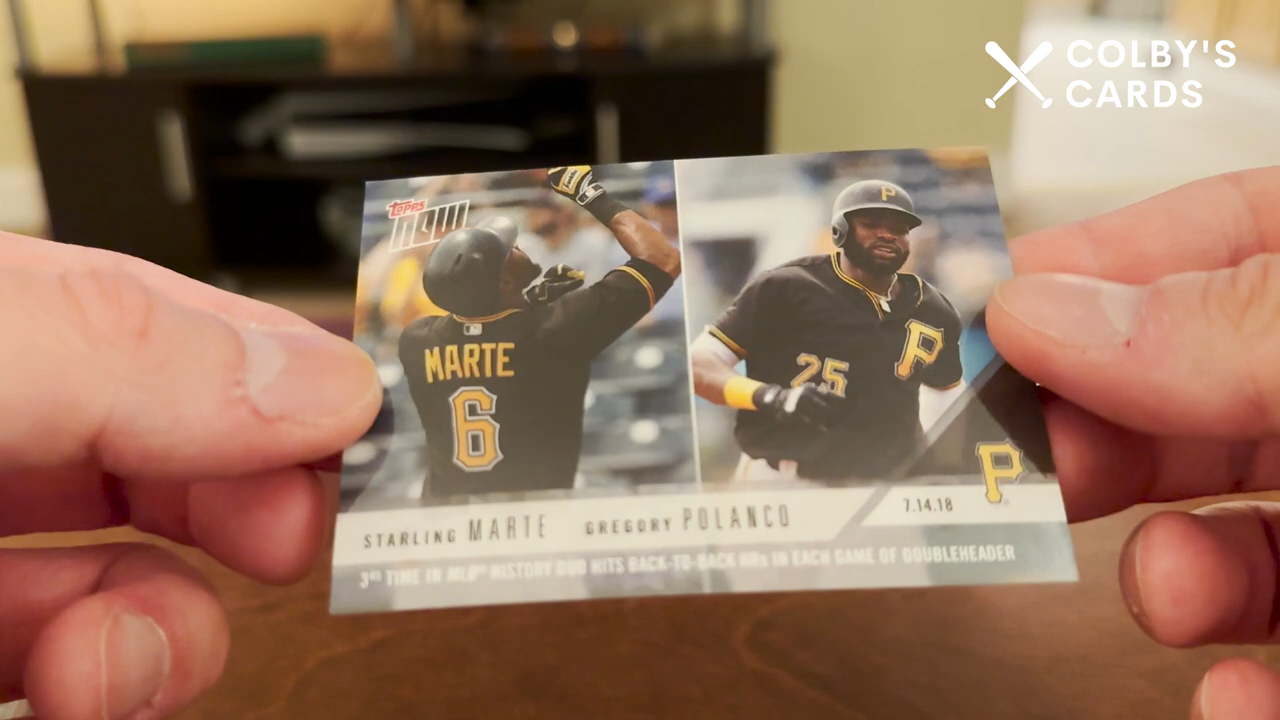 COLBY'S
CARDS
Topps
NOW
P
MARTE
6
25
P
P
STARLING MARTE GREGORY POLANCO 7.14.18
3RD TIME IN MLB® HISTORY DUO HITS BACK-TO-BACK HRs IN EACH GAME OF DOUBLEHEADER